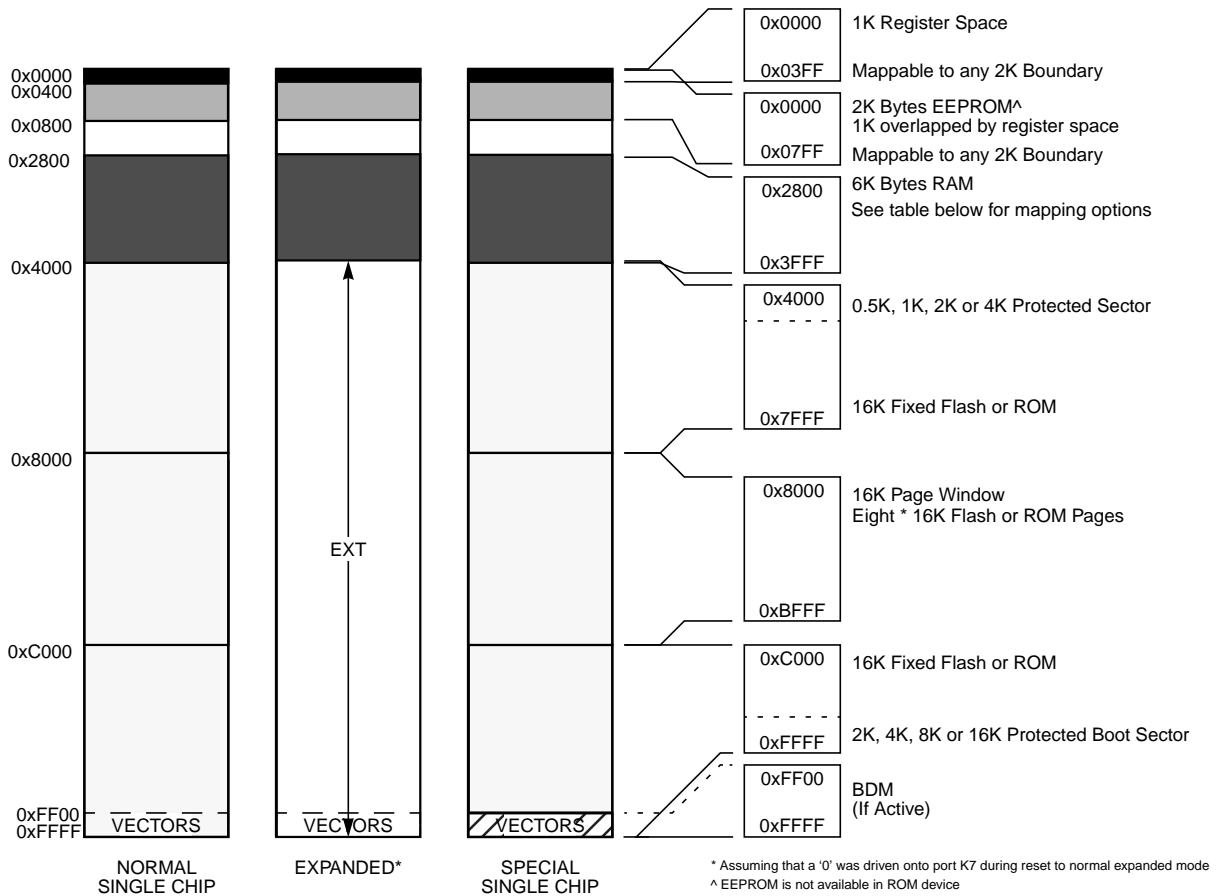 0x0000
0x0400
0x0800
0x2800
0x4000
0x8000
0xC000
0xFF00
0xFFFF
VECTORS
NORMAL
SINGLE CHIP
EXT
VECTORS
EXPANDED*
VECTORS
SPECIAL
SINGLE CHIP
0x0000 1K Register Space
0x03FF Mappable to any 2K Boundary
0x0000 2K Bytes EEPROM^
1K overlapped by register space
0x07FF Mappable to any 2K Boundary
0x2800 6K Bytes RAM
See table below for mapping options
0x3FFF
0x4000 0.5K, 1K, 2K or 4K Protected Sector
0x7FFF 16K Fixed Flash or ROM
0x8000 16K Page Window
Eight * 16K Flash or ROM Pages
0xBFFF
0xC000 16K Fixed Flash or ROM
0xFFFF 2K, 4K, 8K or 16K Protected Boot Sector
0xFF00 BDM
(If Active)
0xFFFF
* Assuming that a ‘0’ was driven onto port K7 during reset to normal expanded mode
^ EEPROM is not available in ROM device